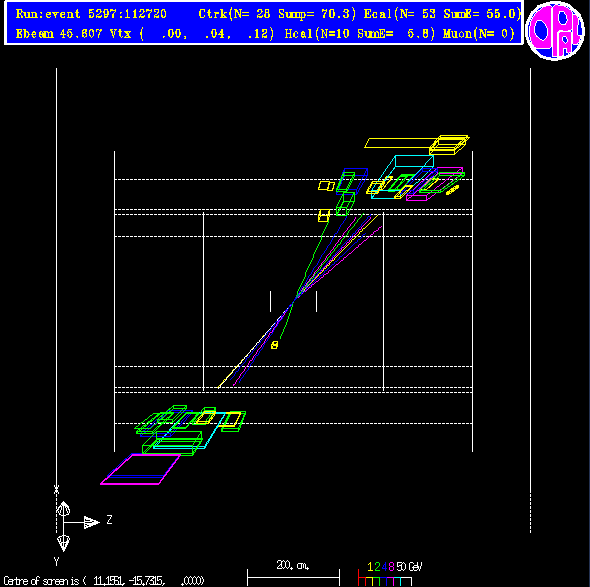 Run:event 5297:112720 Ctrk(N= 28 Sump= 70.3) Ecal(N= 53 SumE= 55.0)
Ebeam 45.607 Vtx ( .00, .04, .12) Hcal(N=10 SumE= 5.8) Muon(N= 0)
OPAL
X
Z
Y
200. cm.
1 2 4 8 50 GeV
Centre of screen is ( 11.1551, -15.7315, .0000)